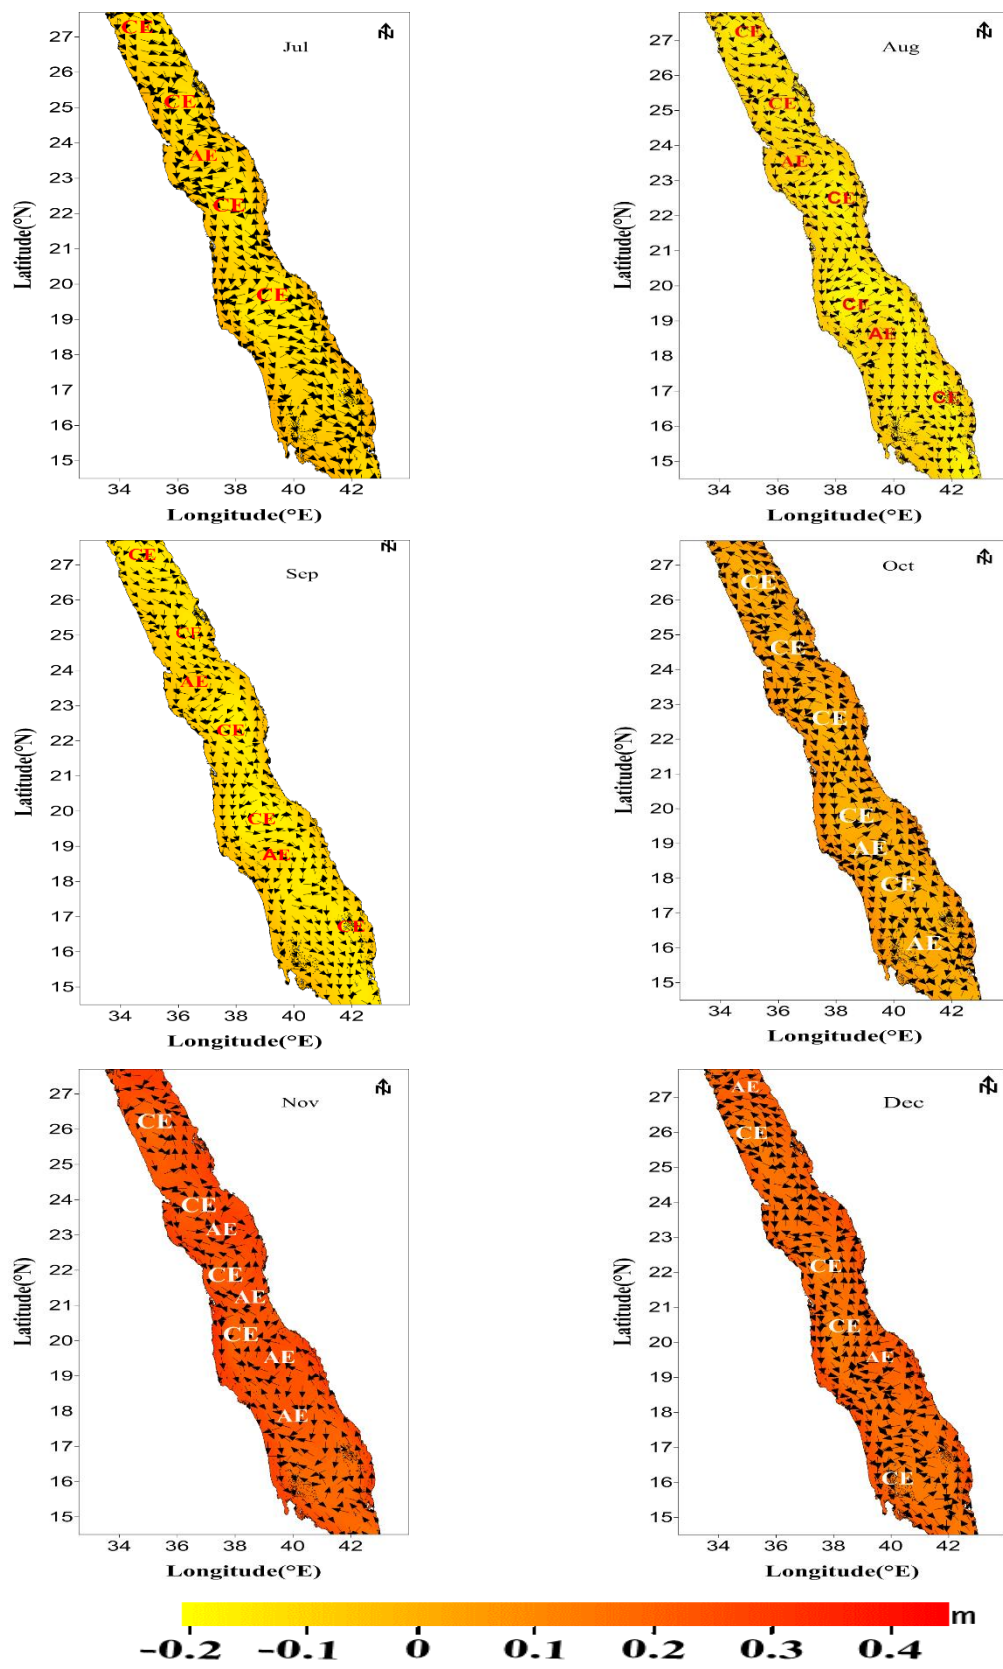 Jul
N
CE
CE
AE
CE
CE
27
26
25
24
23
22
21
20
19
18
17
16
15
Latitude(°N)
34 36 38 40 42
Longitude(°E)
Aug
N
CE
CE
AE
CE
CE
AE
CE
27
26
25
24
23
22
21
20
19
18
17
16
15
Latitude(°N)
34 36 38 40 42
Longitude(°E)
Sep
N
CE
CE
AE
CE
CE
AE
CE
27
26
25
24
23
22
21
20
19
18
17
16
15
Latitude(°N)
34 36 38 40 42
Longitude(°E)
Oct
N
CE
CE
CE
CE
AE
CE
AE
27
26
25
24
23
22
21
20
19
18
17
16
15
Latitude(°N)
34 36 38 40 42
Longitude(°E)
Nov
N
CE
CE
AE
CE
AE
CE
AE
AE
27
26
25
24
23
22
21
20
19
18
17
16
15
Latitude(°N)
34 36 38 40 42
Longitude(°E)
Dec
N
AE
CE
CE
CE
AE
CE
27
26
25
24
23
22
21
20
19
18
17
16
15
Latitude(°N)
34 36 38 40 42
Longitude(°E)
m
-0.2 -0.1 0 0.1 0.2 0.3 0.4